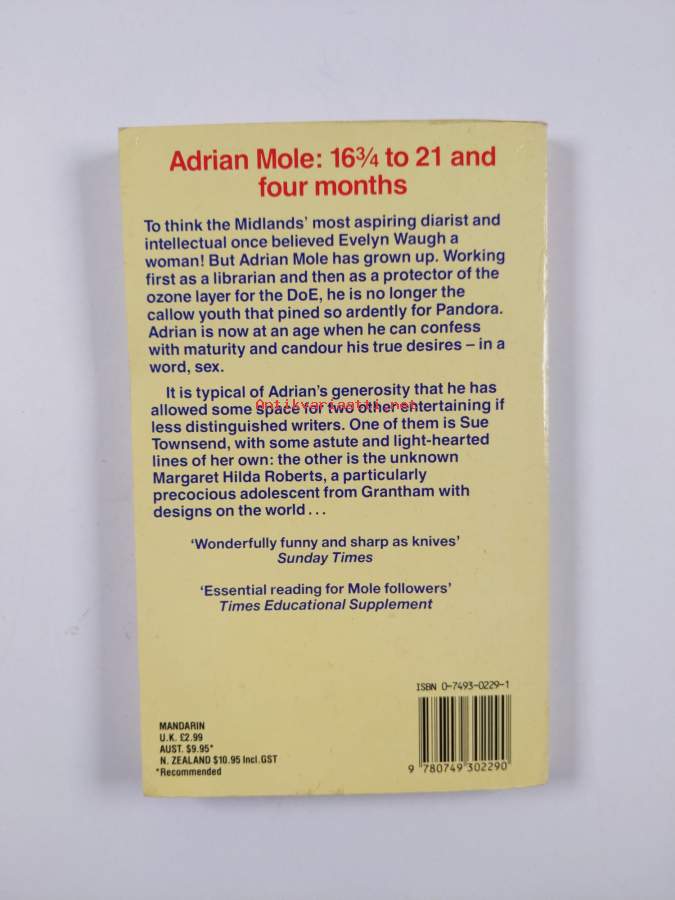 Adrian Mole: 16¾ to 21 and
four months
To think the Midlands' most aspiring diarist and
intellectual once believed Evelyn Waugh a
woman! But Adrian Mole has grown up. Working
first as a librarian and then as a protector of the
ozone layer for the DoE, he is no longer the
callow youth that pined so ardently for Pandora.
Adrian is now at an age when he can confess
with maturity and candour his true desires – in a
word, sex.
It is typical of Adrian's generosity that he has
allowed some space for two other entertaining if
Antikvariaatti.net
less distinguished writers. One of them is Sue
Townsend, with some astute and light-hearted
lines of her own: the other is the unknown
Margaret Hilda Roberts, a particularly
precocious adolescent from Grantham with
designs on the world . . .
'Wonderfully funny and sharp as knives'
Sunday Times
'Essential reading for Mole followers'
Times Educational Supplement
ISBN 0-7493-0229-1
MANDARIN
U.K. £2.99
AUST. $9.95*
N. ZEALAND $10.95 Incl.GST
*Recommended
9 780749 302290